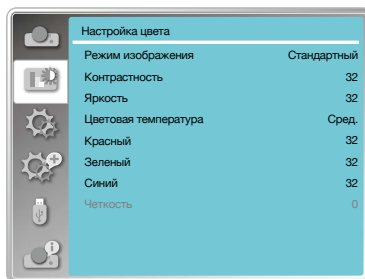 Настройка цвета
Режим изображения Стандартный
Контрастность 32
Яркость 32
Цветовая температура Сред.
Красный 32
Зеленый 32
Синий 32
Четкость 0